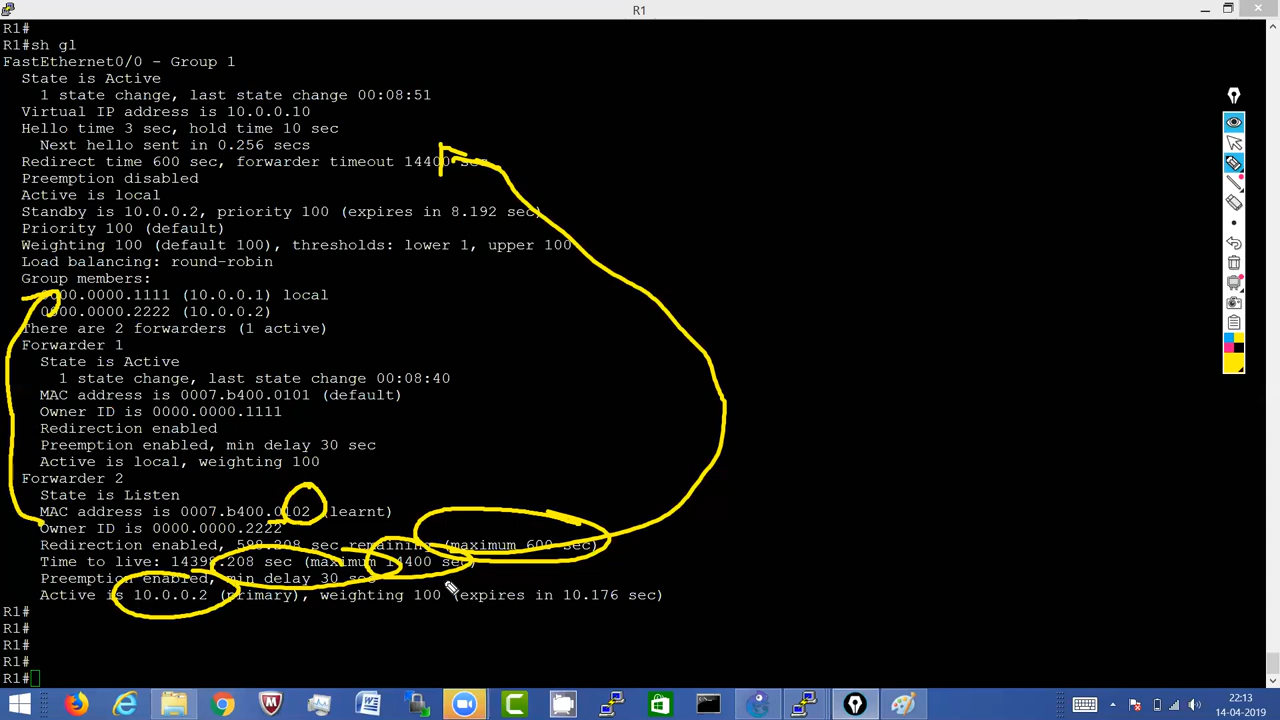 R1
R1#
R1#sh gl
FastEthernet0/0 - Group 1
State is Active
1 state change, last state change 00:08:51
Virtual IP address is 10.0.0.10
Hello time 3 sec, hold time 10 sec
Next hello sent in 0.256 secs
Redirect time 600 sec, forwarder timeout 14400 sec
Preemption disabled
Active is local
Standby is 10.0.0.2, priority 100 (expires in 8.192 sec)
Priority 100 (default)
Weighting 100 (default 100), thresholds: lower 1, upper 100
Load balancing: round-robin
Group members:
0000.0000.1111 (10.0.0.1) local
0000.0000.2222 (10.0.0.2)
There are 2 forwarders (1 active)
Forwarder 1
State is Active
1 state change, last state change 00:08:40
MAC address is 0007.b400.0101 (default)
Owner ID is 0000.0000.1111
Redirection enabled
Preemption enabled, min delay 30 sec
Active is local, weighting 100
Forwarder 2
State is Listen
MAC address is 0007.b400.0102 (learnt)
Owner ID is 0000.0000.2222
Redirection enabled, 598.208 sec remaining (maximum 600 sec)
Time to live: 14398.208 sec (maximum 14400 sec)
Preemption enabled, min delay 30 sec
Active is 10.0.0.2 (primary), weighting 100 (expires in 10.176 sec)
R1#
R1#
R1#
R1#
R1#
22:13
14-04-2019